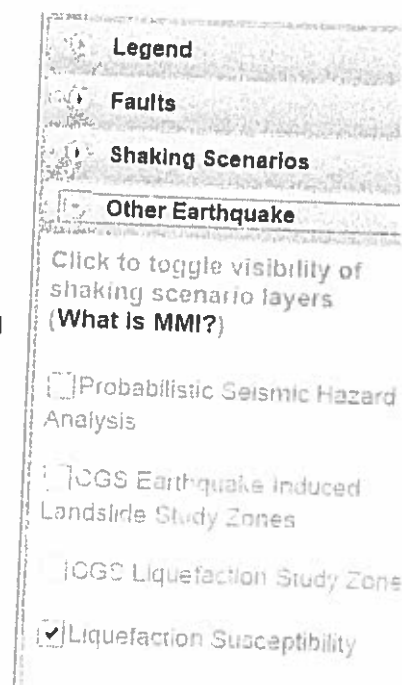 Legend
Faults
Shaking Scenarios
Other Earthquake
Click to toggle visibility of
shaking scenario layers
(What is MMI?)
Probabilistic Seismic Hazard
Analysis
CGS Earthquake Induced
Landslide Study Zones
CGS Liquefaction Study Zone
Liquefaction Susceptibility